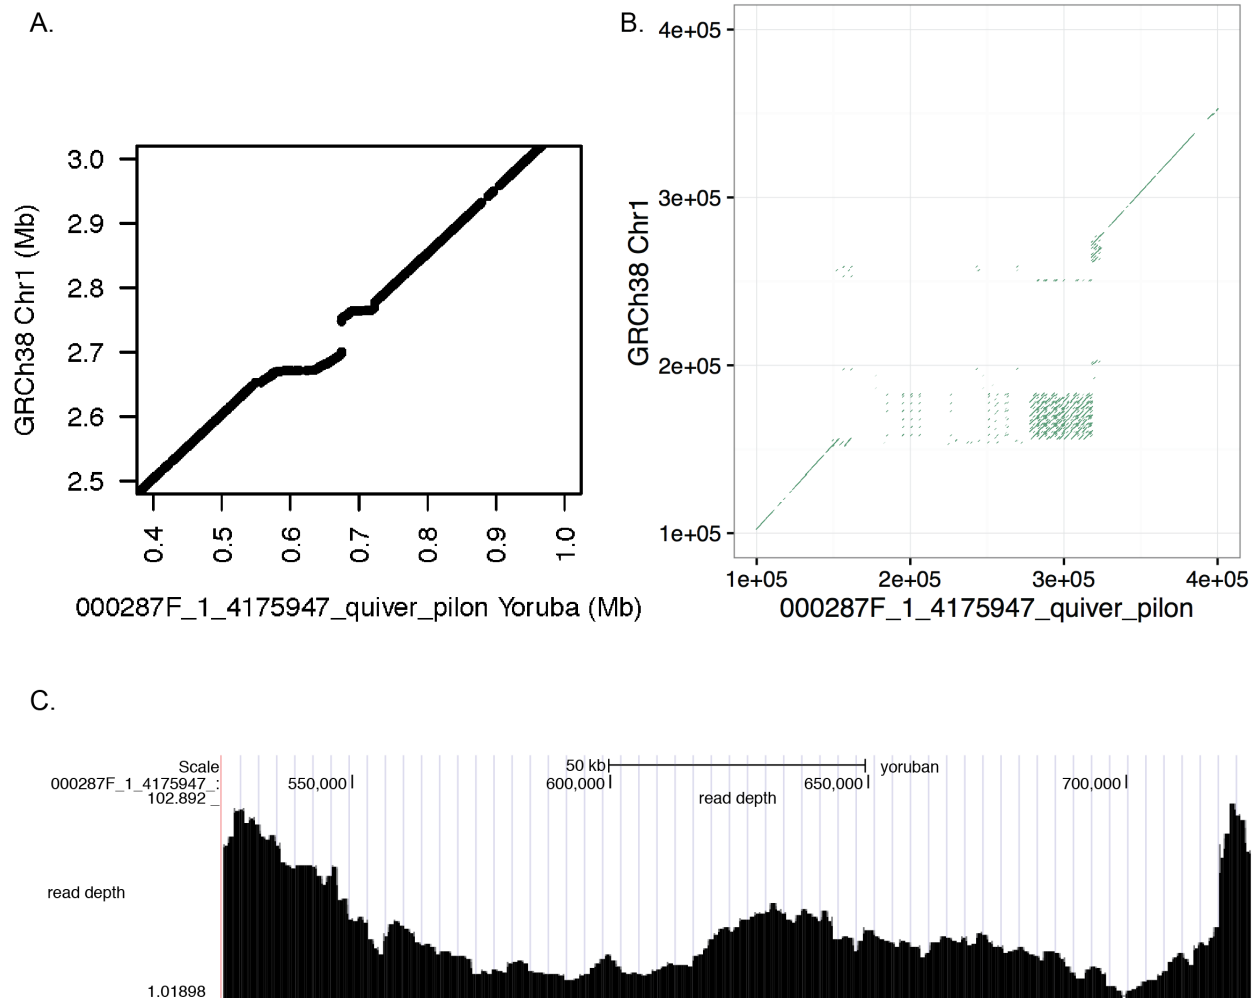 A.
3.0
2.9
2.8
2.7
2.6
2.5
GRCh38 Chr1 (Mb)
0.4 0.5 0.6 0.7 0.8 0.9 1.0
000287F_1_4175947_quiver_pilon Yoruba (Mb)
B.
4e+05
3e+05
2e+05
1e+05
GRCh38 Chr1
1e+05 2e+05 3e+05 4e+05
000287F_1_4175947_quiver_pilon
C.
Scale 50 kb yoruban
000287F_1_4175947_: 550,000 600,000 650,000 700,000
102.892 _ read depth
read depth
1.01898